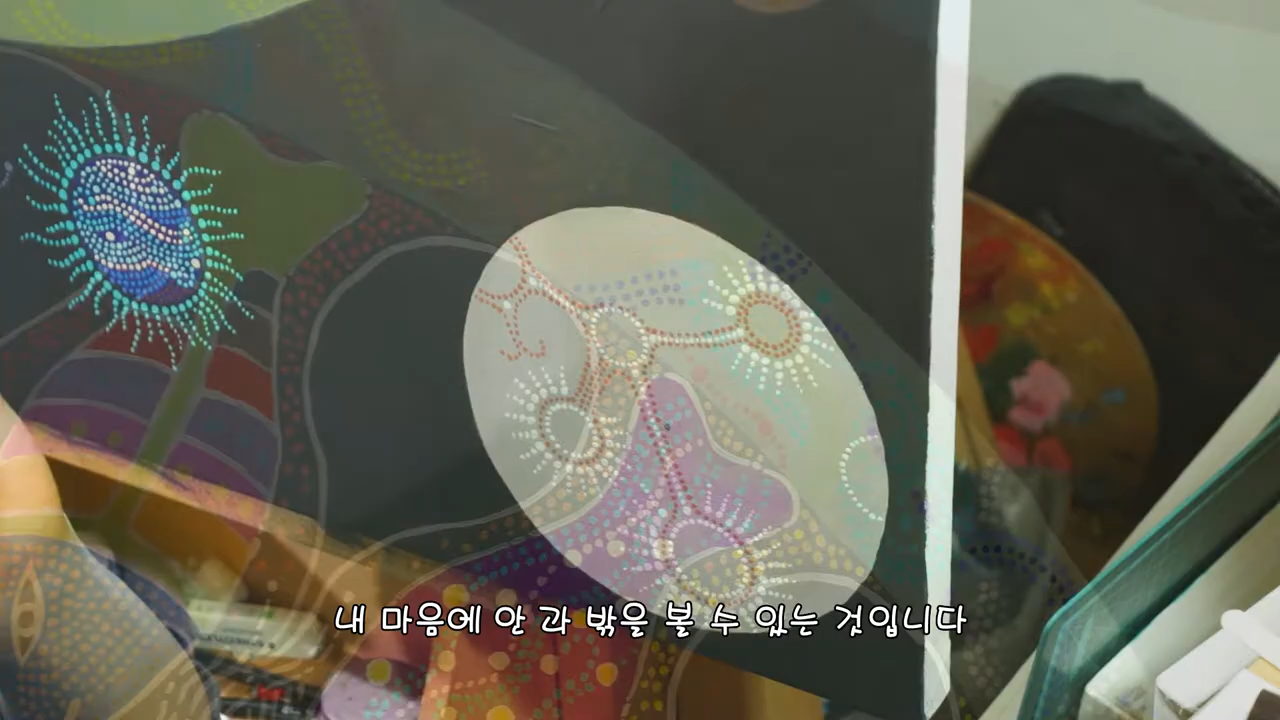 내 마음에 안 과 밖을 볼 수 있는 것입니다